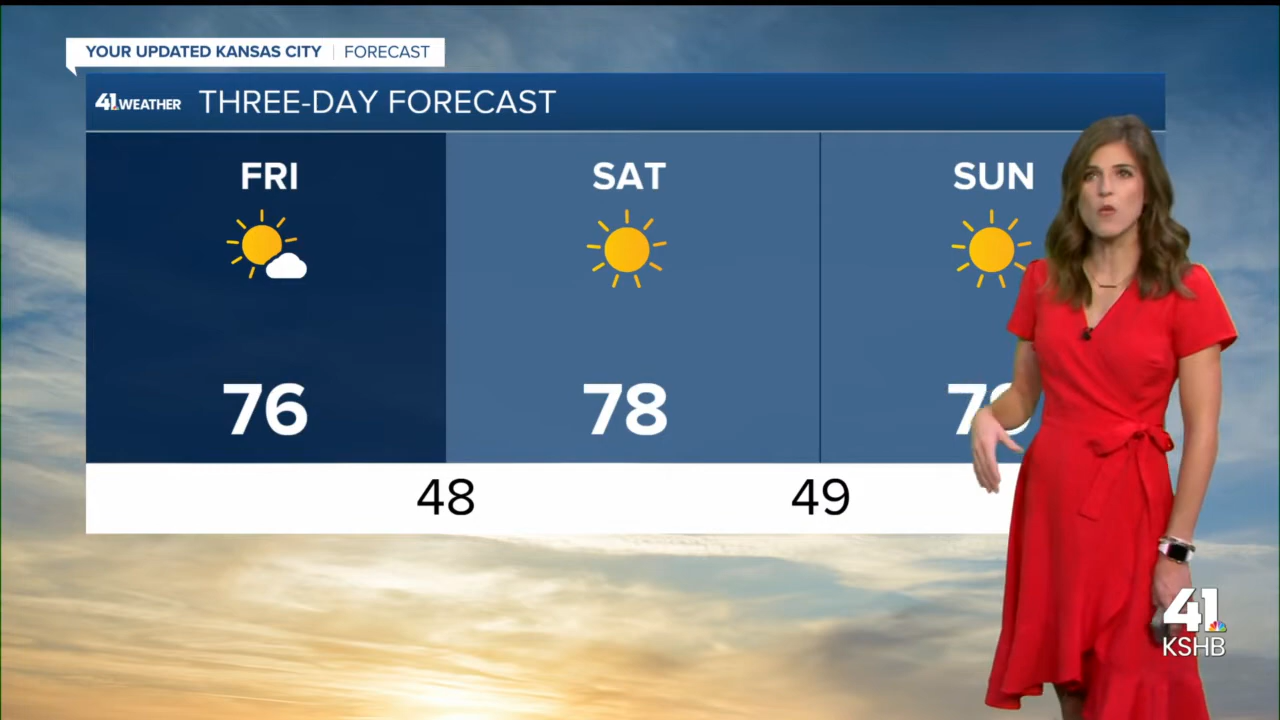 YOUR UPDATED KANSAS CITY | FORECAST
41 WEATHER THREE-DAY FORECAST
FRI SAT SUN
76 78
48 49
41
KSHB